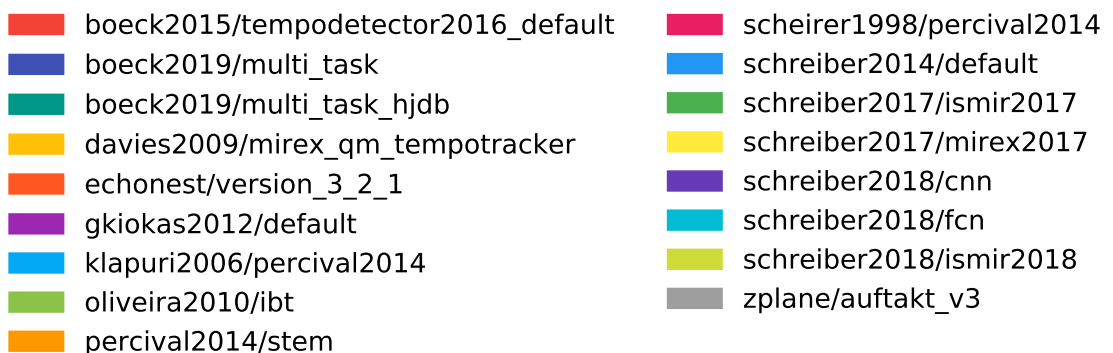 boeck2015/tempodetector2016_default
boeck2019/multi_task
boeck2019/multi_task_hjdb
davies2009/mirex_qm_tempotracker
echonest/version_3_2_1
gkiokas2012/default
klapuri2006/percival2014
oliveira2010/ibt
percival2014/stem
scheirer1998/percival2014
schreiber2014/default
schreiber2017/ismir2017
schreiber2017/mirex2017
schreiber2018/cnn
schreiber2018/fcn
schreiber2018/ismir2018
zplane/auftakt_v3